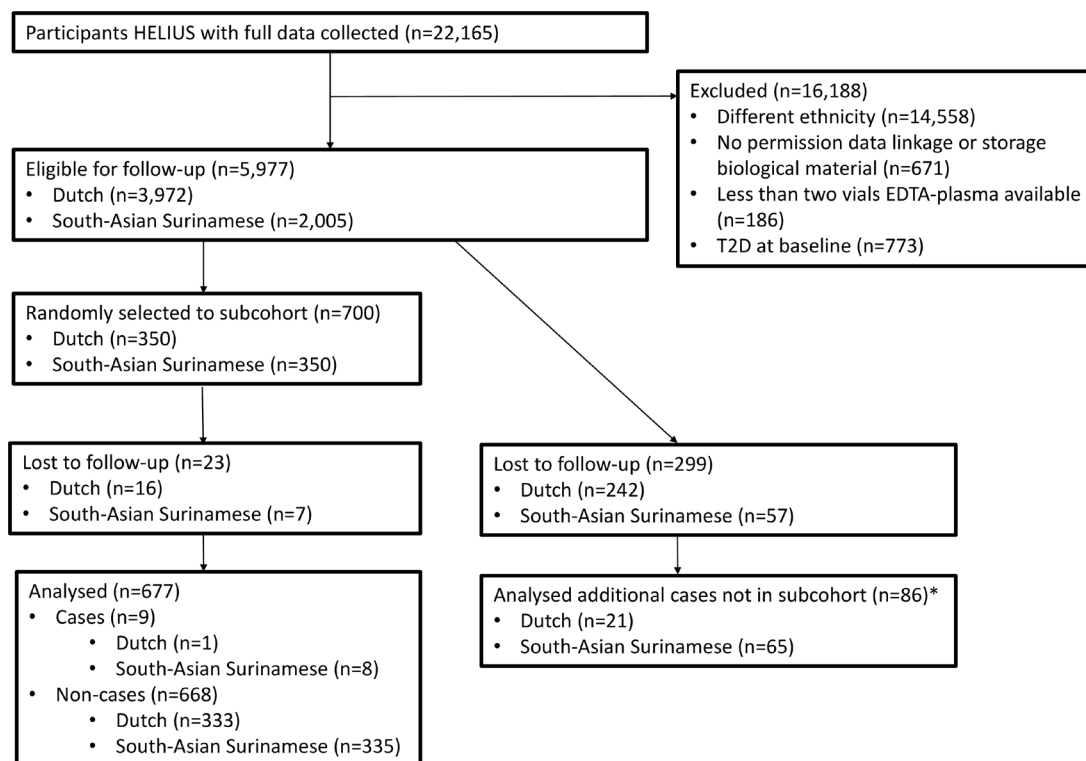 Participants HELIUS with full data collected (n=22,165)
Excluded (n=16,188)
• Different ethnicity (n=14,558)
• No permission data linkage or storage
biological material (n=671)
• Less than two vials EDTA-plasma available
(n=186)
• T2D at baseline (n=773)
Eligible for follow-up (n=5,977)
• Dutch (n=3,972)
• South-Asian Surinamese (n=2,005)
Randomly selected to subcohort (n=700)
• Dutch (n=350)
• South-Asian Surinamese (n=350)
Lost to follow-up (n=23)
• Dutch (n=16)
• South-Asian Surinamese (n=7)
Lost to follow-up (n=299)
• Dutch (n=242)
• South-Asian Surinamese (n=57)
Analysed (n=677)
• Cases (n=9)
• Dutch (n=1)
• South-Asian Surinamese (n=8)
• Non-cases (n=668)
• Dutch (n=333)
• South-Asian Surinamese (n=335)
Analysed additional cases not in subcohort (n=86)*
• Dutch (n=21)
• South-Asian Surinamese (n=65)